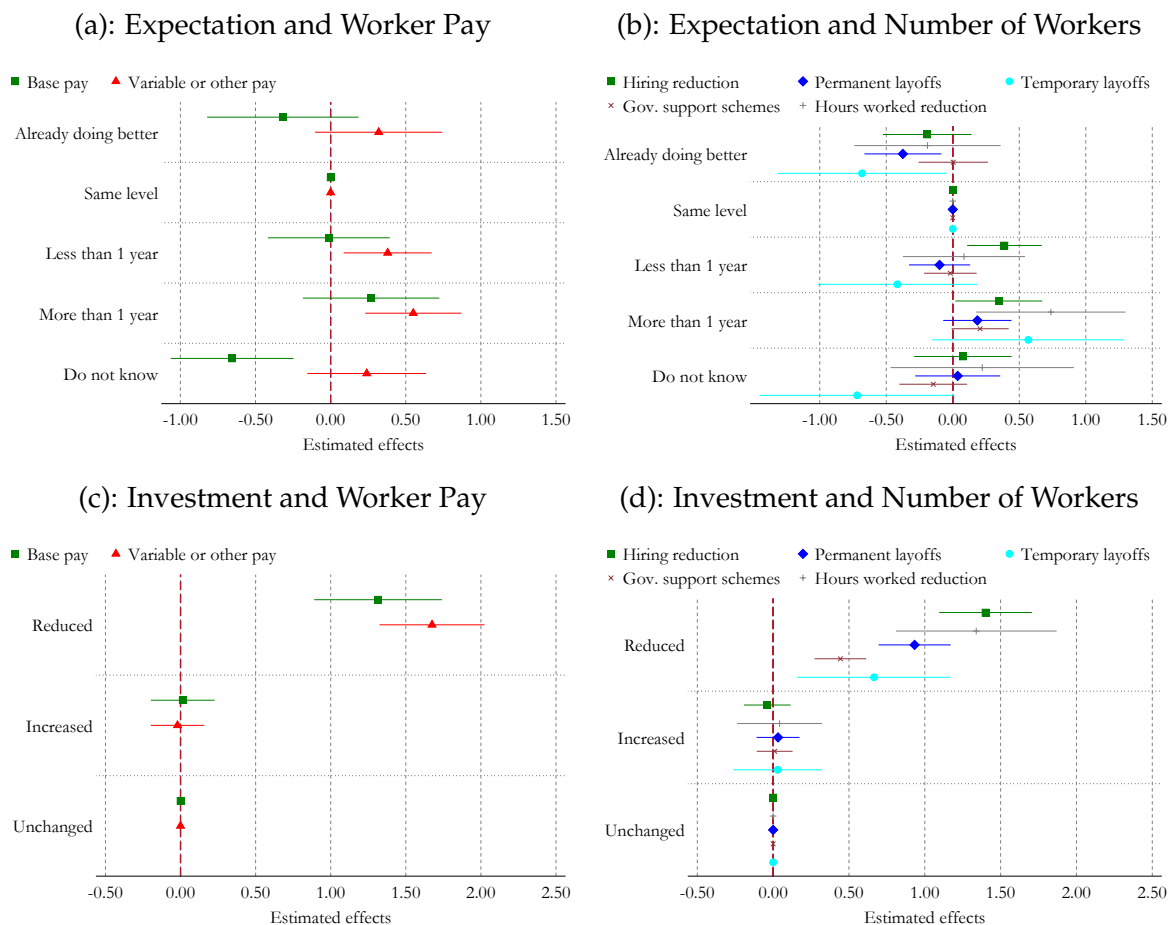 (a): Expectation and Worker Pay
Base pay Variable or other pay
Already doing better
Same level
Less than 1 year
More than 1 year
Do not know
-1.00 -0.50 0.00 0.50 1.00 1.50
Estimated effects
(b): Expectation and Number of Workers
Hiring reduction Permanent layoffs Temporary layoffs
Gov. support schemes Hours worked reduction
Already doing better
Same level
Less than 1 year
More than 1 year
Do not know
-1.00 -0.50 0.00 0.50 1.00 1.50
Estimated effects
(c): Investment and Worker Pay
Base pay Variable or other pay
Reduced
Increased
Unchanged
-0.50 0.00 0.50 1.00 1.50 2.00 2.50
Estimated effects
(d): Investment and Number of Workers
Hiring reduction Permanent layoffs Temporary layoffs
Gov. support schemes Hours worked reduction
Reduced
Increased
Unchanged
-0.50 0.00 0.50 1.00 1.50 2.00 2.50
Estimated effects